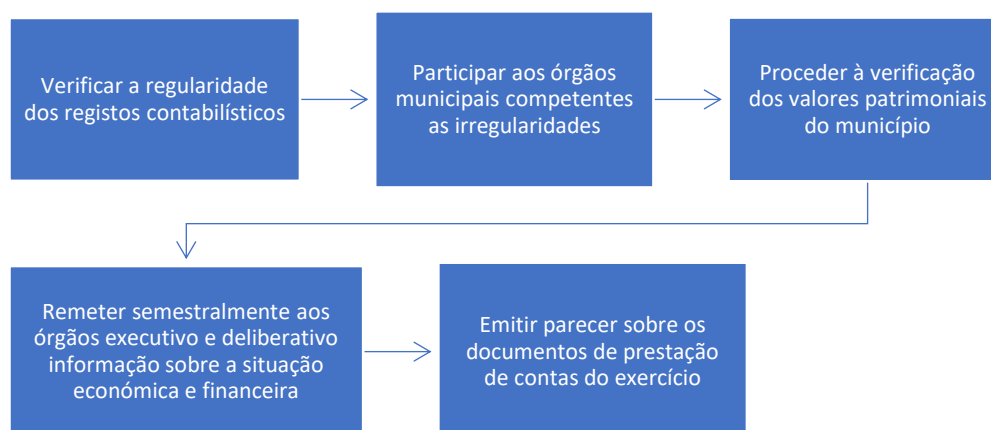 Verificar a regularidade
dos registos contabilísticos
Participar aos órgãos
municipais competentes
as irregularidades
Proceder à verificação
dos valores patrimoniais
do município
Remeter semestralmente aos
órgãos executivo e deliberativo
informação sobre a situação
económica e financeira
Emitir parecer sobre os
documentos de prestação
de contas do exercício